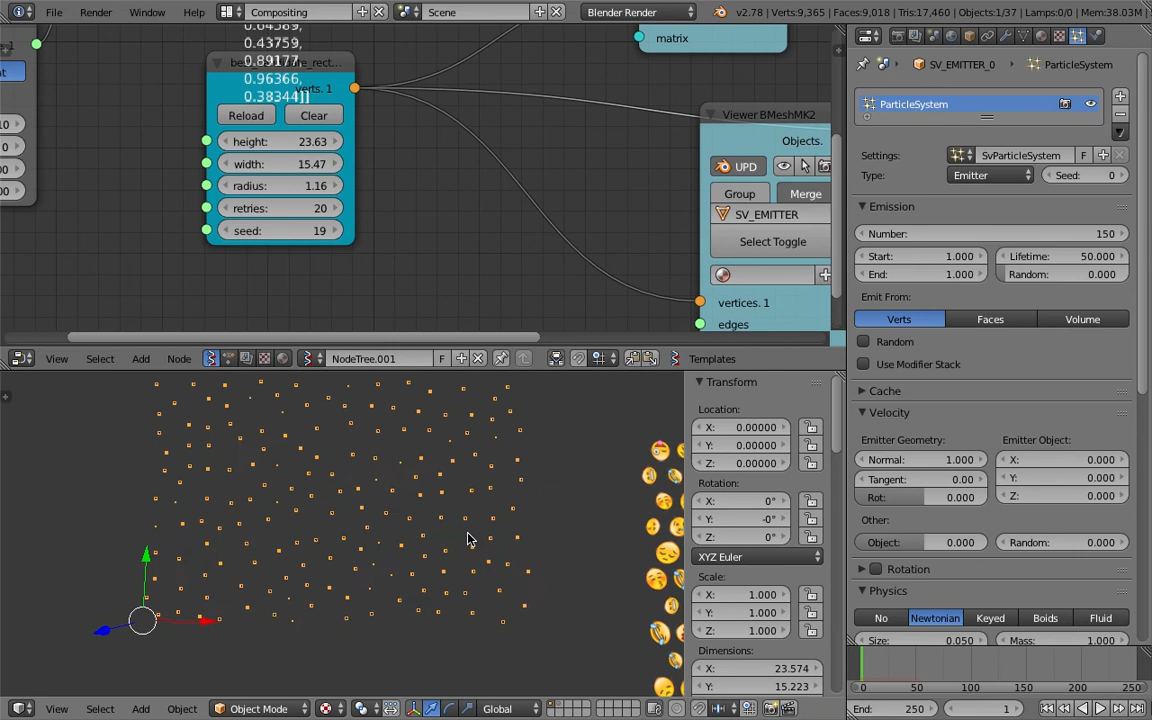 File Render Window Help Compositing Scene Blender Render v2.78 | Verts:9,365 | Faces:9,018 | Tris:17,460 | Objects:1/37 | Lamps:0/0 | Mem:38.03M
0.43759,
0.89177,
0.96366,
0.38344]]
verts. 1
Reload Clear
height: 23.63
width: 15.47
radius: 1.16
retries: 20
seed: 19
matrix
Viewer BMeshMK2
Objects.
UPD
Group Merge
SV_EMITTER
Select Toggle
vertices. 1
edges
View Select Add Node NodeTree.001 F Templates
SV_EMITTER_0 ParticleSystem
ParticleSystem
Settings: SvParticleSystem F
Type: Emitter Seed: 0
Emission
Number: 150
Start: 1.000 Lifetime: 50.000
End: 1.000 Random: 0.000
Emit From:
Verts Faces Volume
Random
Use Modifier Stack
Cache
Velocity
Emitter Geometry: Emitter Object:
Normal: 1.000 X: 0.000
Tangent: 0.00 Y: 0.000
Rot: 0.000 Z: 0.000
Other:
Object: 0.000 Random: 0.000
Rotation
Physics
No Newtonian Keyed Boids Fluid
Size: 0.050 Mass: 1.000
Transform
Location:
X: 0.00000
Y: 0.00000
Z: 0.00000
Rotation:
X: 0°
Y: -0°
Z: 0°
XYZ Euler
Scale:
X: 1.000
Y: 1.000
Z: 1.000
Dimensions:
X: 23.574
Y: 15.223
0 50 100 150 200 250
View Select Add Object Object Mode Global
End: 250 1